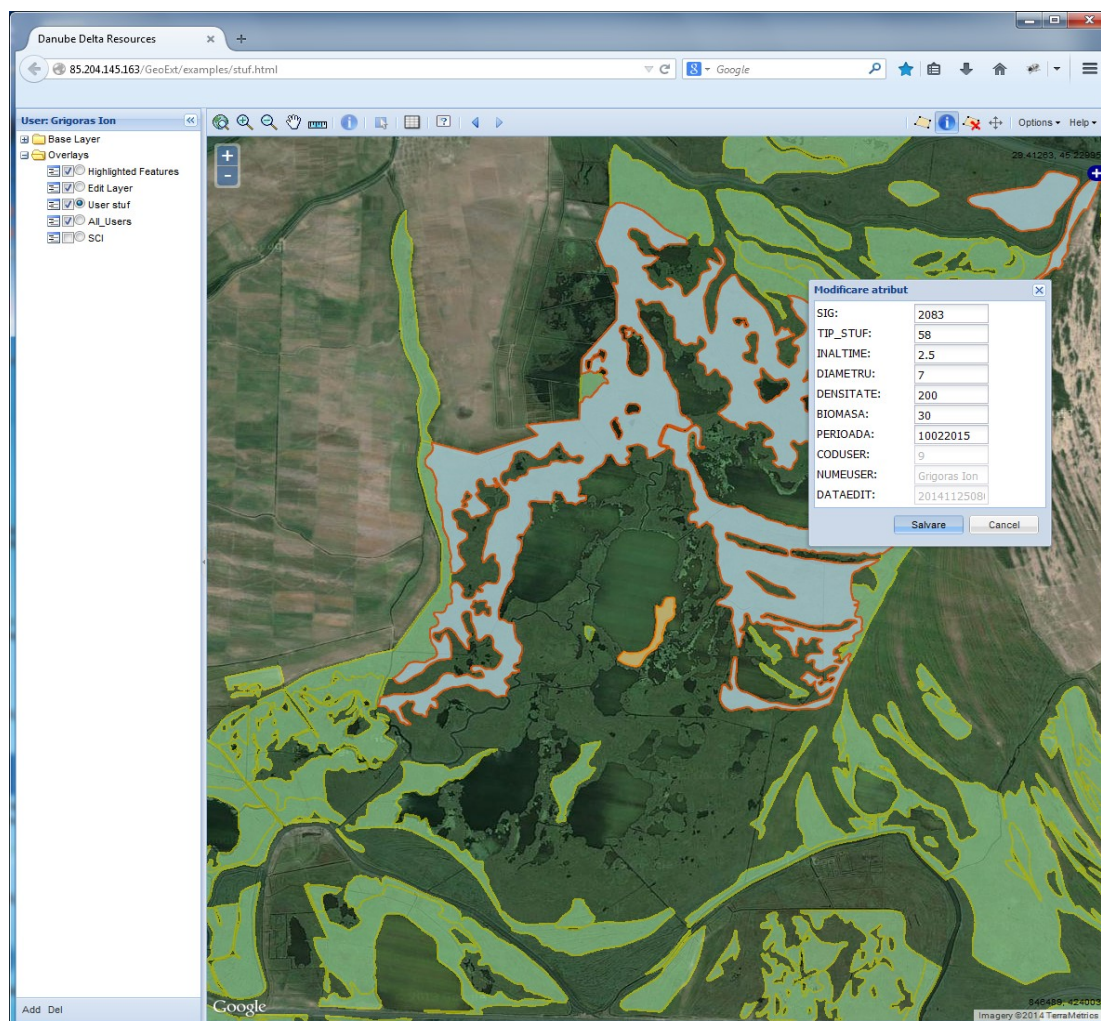 Danube Delta Resources
85.204.145.163/GeoExt/examples/stuf.html
Google
User: Grigoras Ion
Options Help
Base Layer
Overlays
Highlighted Features
Edit Layer
User stuf
All_Users
SCI
Modificare atribut
SIG: 2083
TIP_STUF: 58
INALTIME: 2.5
DIAMETRU: 7
DENSITATE: 200
BIOMASA: 30
PERIOADA: 10022015
CODUSER: 9
NUMEUSER: Grigoras Ion
DATAEDIT:
Salvare Cancel
Add Del
Google
846489, 424003
Imagery ©2014 TerraMetrics